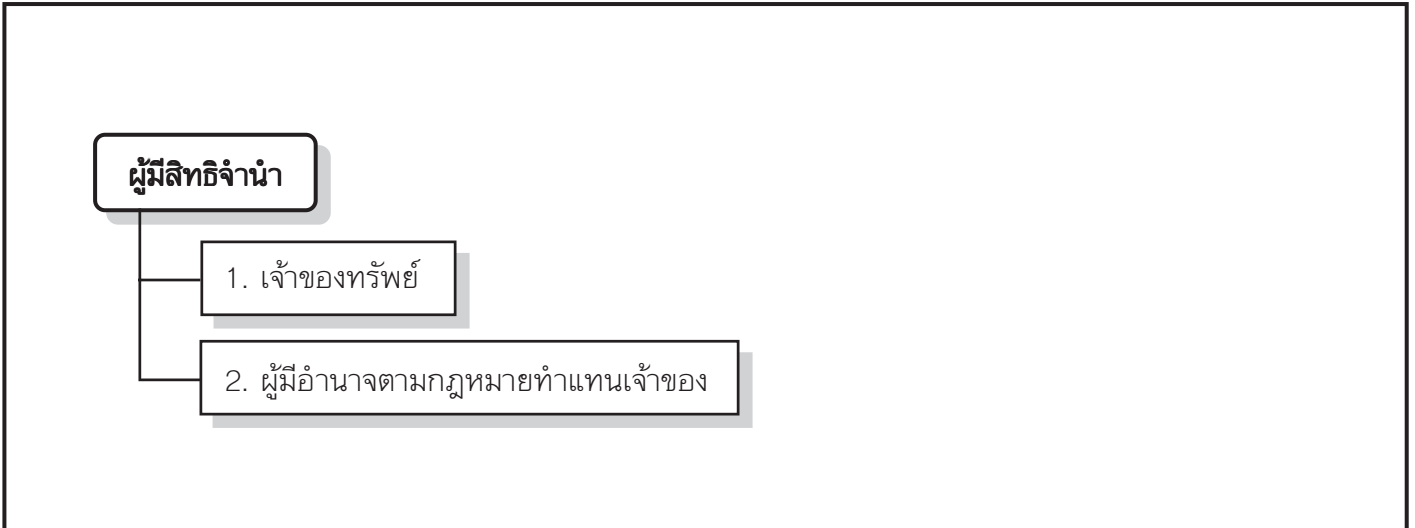 ผู้มีสิทธิจำนำ
1. เจ้าของทรัพย์
2. ผู้มีอำนาจตามกฎหมายทำแทนเจ้าของ